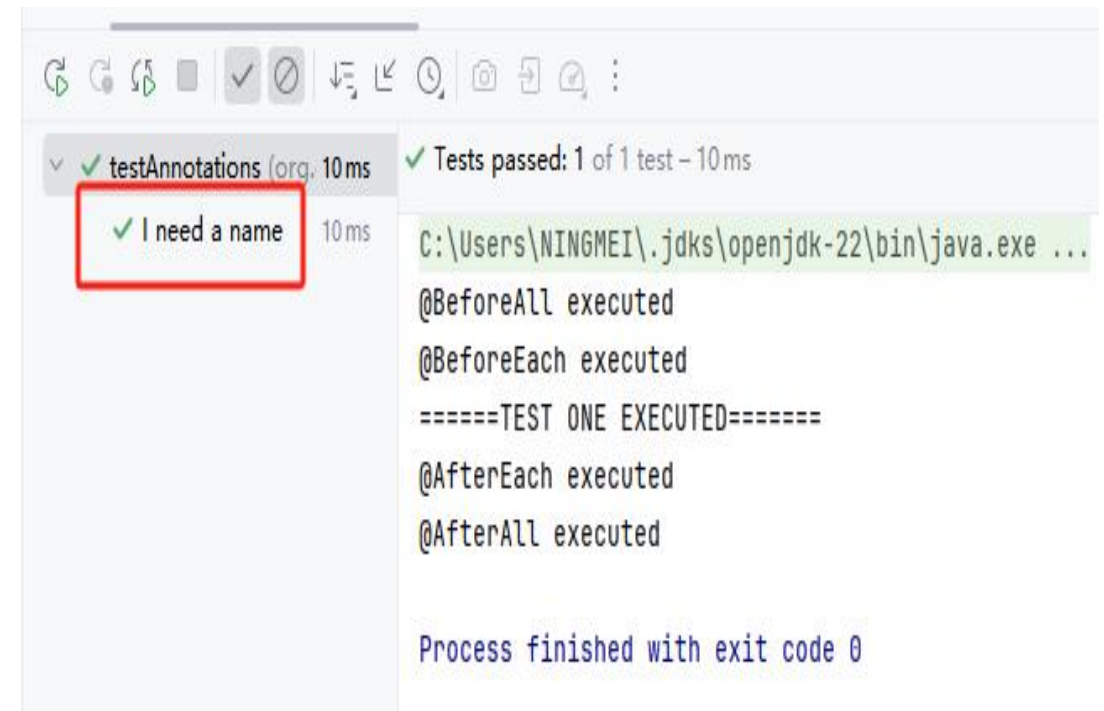 testAnnotations (org. 10 ms
I need a name 10 ms
Tests passed: 1 of 1 test – 10 ms
C:\Users\NINGMEI\.jdks\openjdk-22\bin\java.exe ...
@BeforeAll executed
@BeforeEach executed
======TEST ONE EXECUTED=======
@AfterEach executed
@AfterAll executed
Process finished with exit code 0